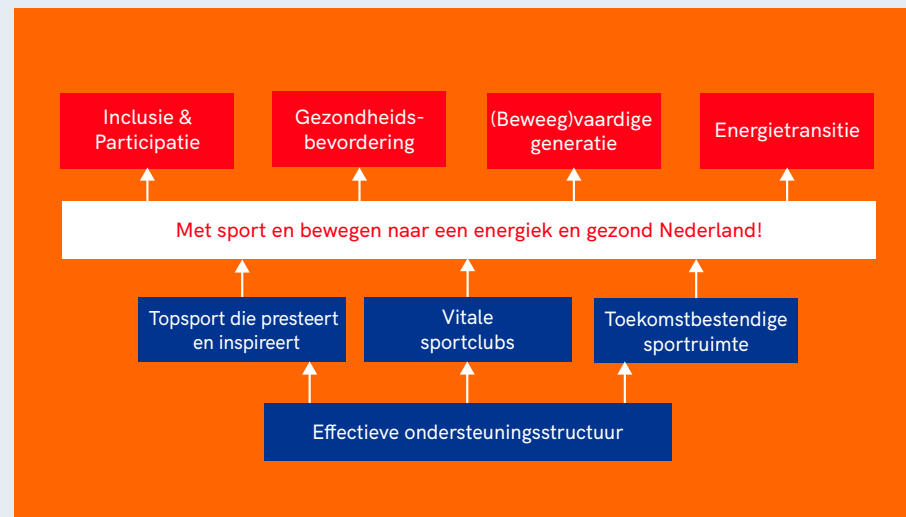 Inclusie &
Participatie
Gezondheids-
bevordering
(Beweeg)vaardige
generatie
Energietransitie
Met sport en bewegen naar een energiek en gezond Nederland!
Topsport die presteert
en inspireert
Vitale
sportclubs
Toekomstbestendige
sportruimte
Effectieve ondersteuningsstructuur